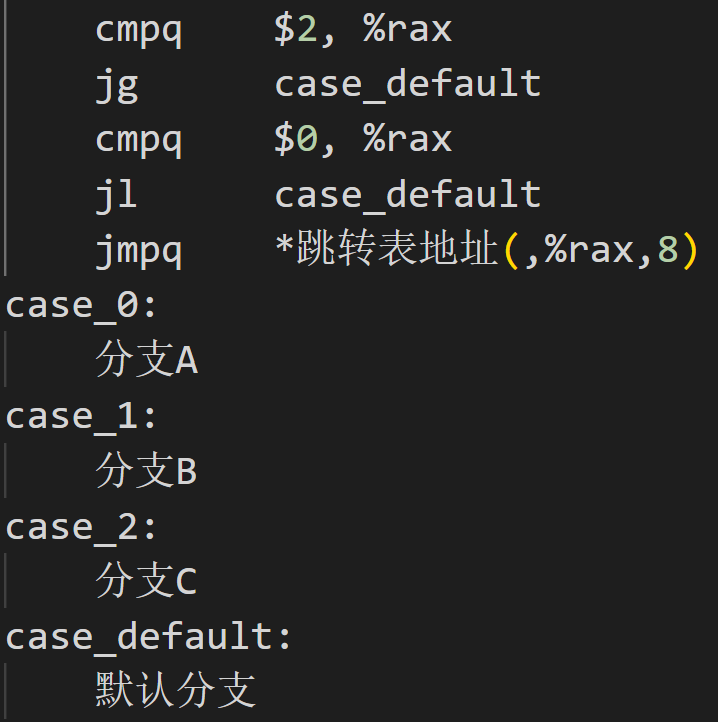 cmpq $2, %rax
jg case_default
cmpq $0, %rax
jl case_default
jmpq *跳转表地址(,%rax,8)
case_0:
分支A
case_1:
分支B
case_2:
分支C
case_default:
默认分支